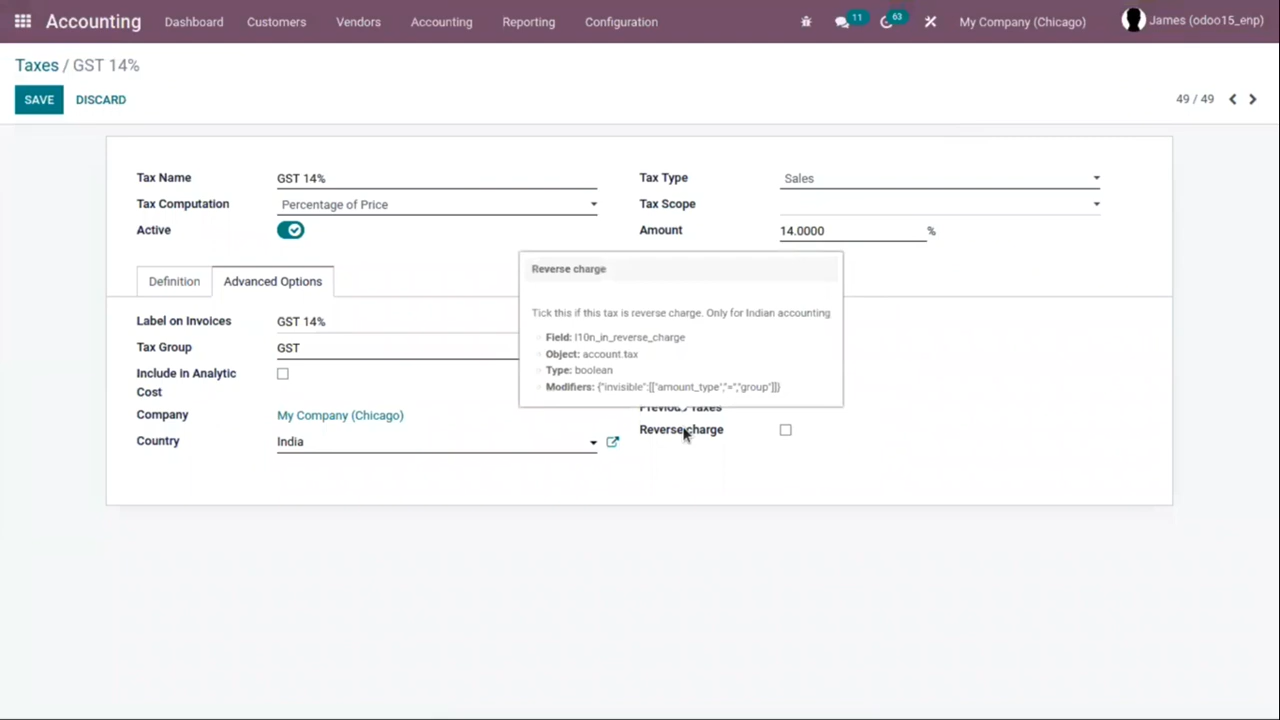 Accounting Dashboard Customers Vendors Accounting Reporting Configuration 11 63 My Company (Chicago) James (odoo15_enp)
Taxes / GST 14%
SAVE DISCARD 49 / 49
Tax Name GST 14% Tax Type Sales
Tax Computation Percentage of Price Tax Scope
Active Amount 14.0000 %
Reverse charge
Definition Advanced Options
Tick this if this tax is reverse charge. Only for Indian accounting
Label on Invoices GST 14%
Field: l10n_in_reverse_charge
Tax Group GST
Object: account.tax
Type: boolean
Include in Analytic Cost
Modifiers: {"invisible":[["amount_type","=","group"]]}
Previous Taxes
Company My Company (Chicago)
Reverse charge
Country India